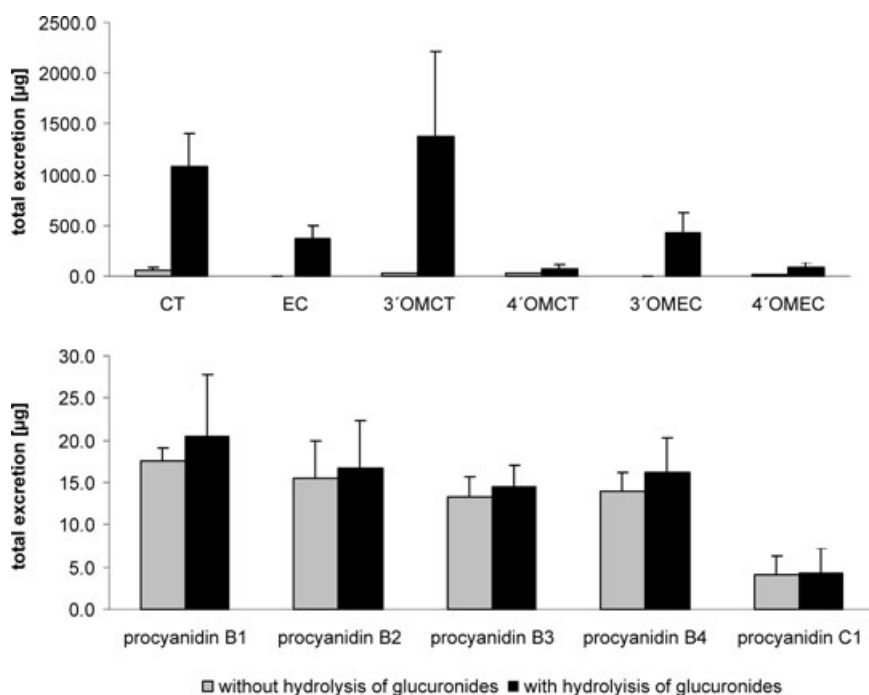 total excretion [µg]
2500.0
2000.0
1500.0
1000.0
500.0
0.0
CT EC 3´OMCT 4´OMCT 3´OMEC 4´OMEC
total excretion [µg]
30.0
25.0
20.0
15.0
10.0
5.0
0.0
procyanidin B1 procyanidin B2 procyanidin B3 procyanidin B4 procyanidin C1
without hydrolysis of glucuronides with hydrolyisis of glucuronides